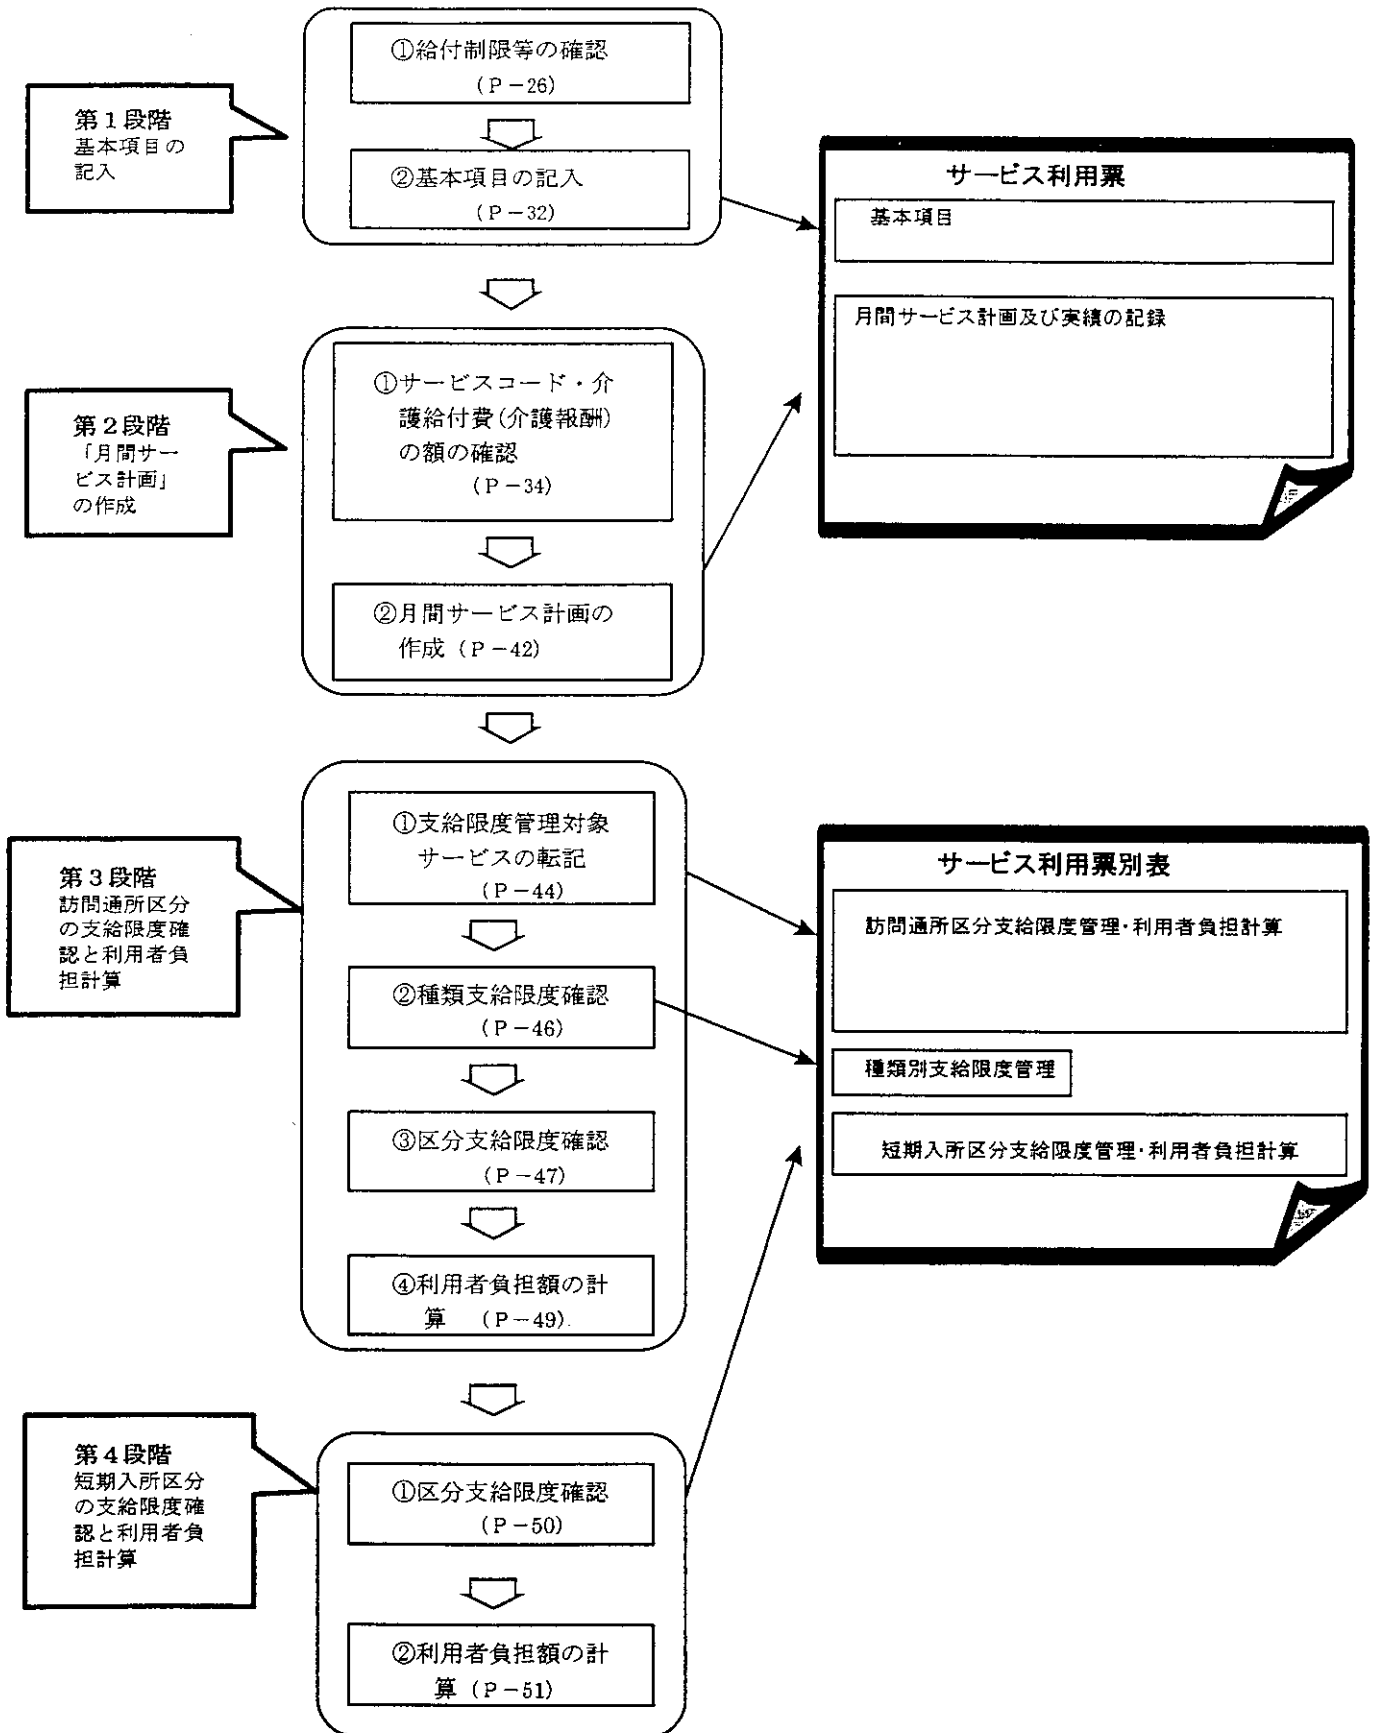 第1段階
基本項目の
記入
①給付制限等の確認
(P-26)
②基本項目の記入
(P-32)
サービス利用票
基本項目
月間サービス計画及び実績の記録
第2段階
「月間サー
ビス計画」
の作成
①サービスコード・介
護給付費(介護報酬)
の額の確認
(P-34)
②月間サービス計画の
作成(P-42)
第3段階
訪問通所区分
の支給限度確
認と利用者負
担計算
①支給限度管理対象
サービスの転記
(P-44)
②種類支給限度確認
(P-46)
③区分支給限度確認
(P-47)
④利用者負担額の計
算 (P-49)
サービス利用票別表
訪問通所区分支給限度管理・利用者負担計算
種類別支給限度管理
短期入所区分支給限度管理・利用者負担計算
第4段階
短期入所区分
の支給限度確
認と利用者負
担計算
①区分支給限度確認
(P-50)
②利用者負担額の計
算(P-51)